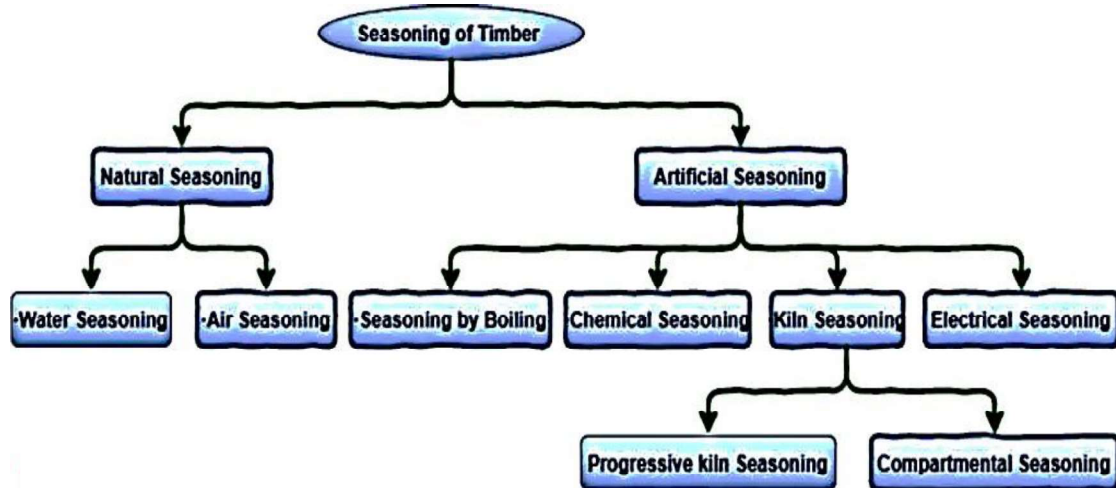 Seasoning of Timber
Natural Seasoning
Artificial Seasoning
·Water Seasoning
·Air Seasoning
·Seasoning by Boiling
·Chemical Seasoning
·Kiln Seasoning
Electrical Seasoning
Progressive kiln Seasoning
Compartmental Seasoning